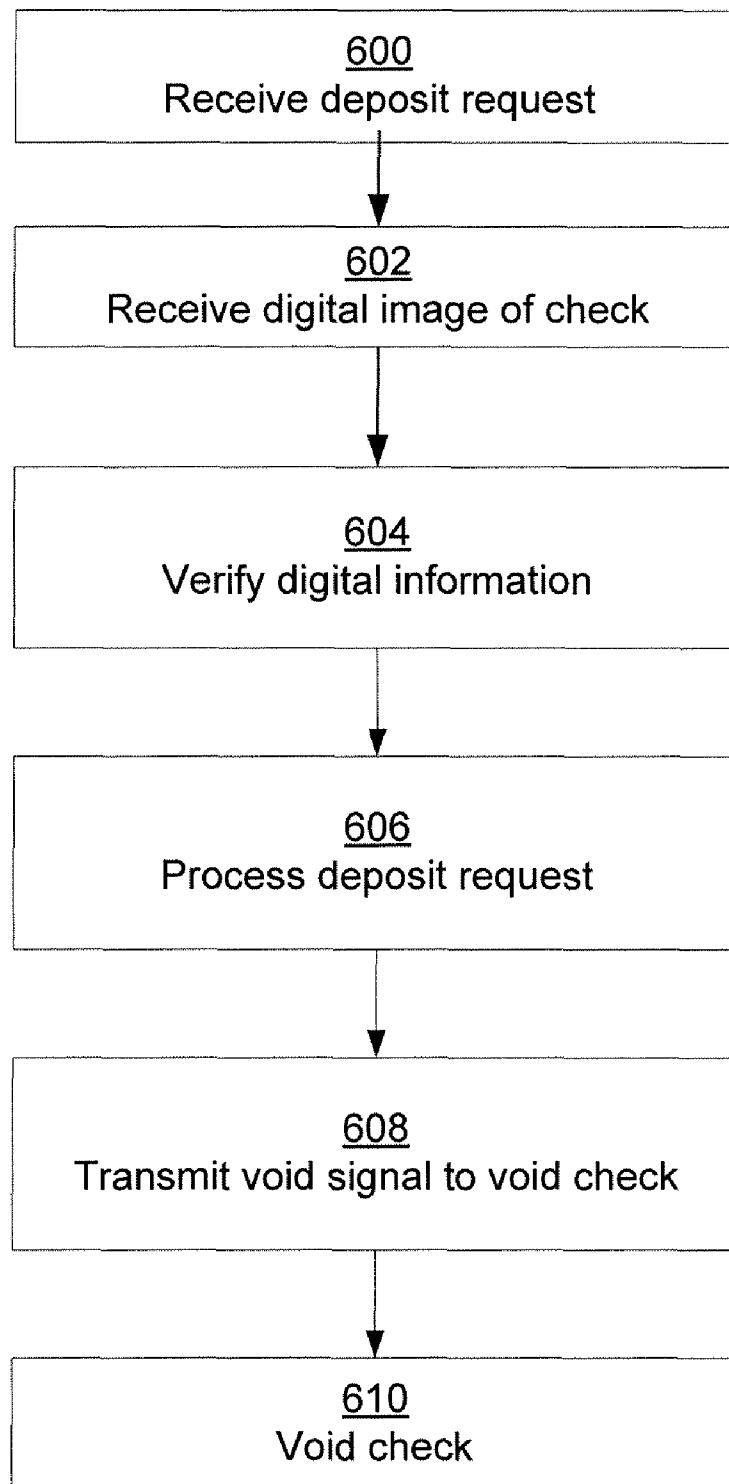 600
Receive deposit request
602
Receive digital image of check
604
Verify digital information
606
Process deposit request
608
Transmit void signal to void check
610
Void check